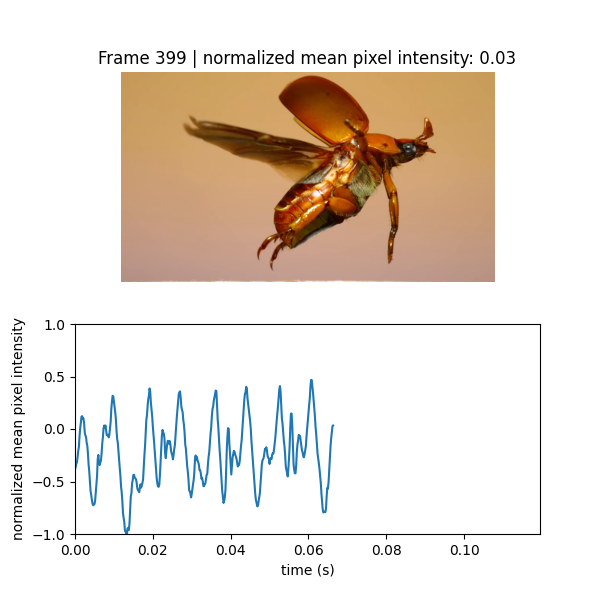 Frame 399 | normalized mean pixel intensity: 0.03
normalized mean pixel intensity
1.0
0.5
0.0
−0.5
−1.0
0.00 0.02 0.04 0.06 0.08 0.10
time (s)